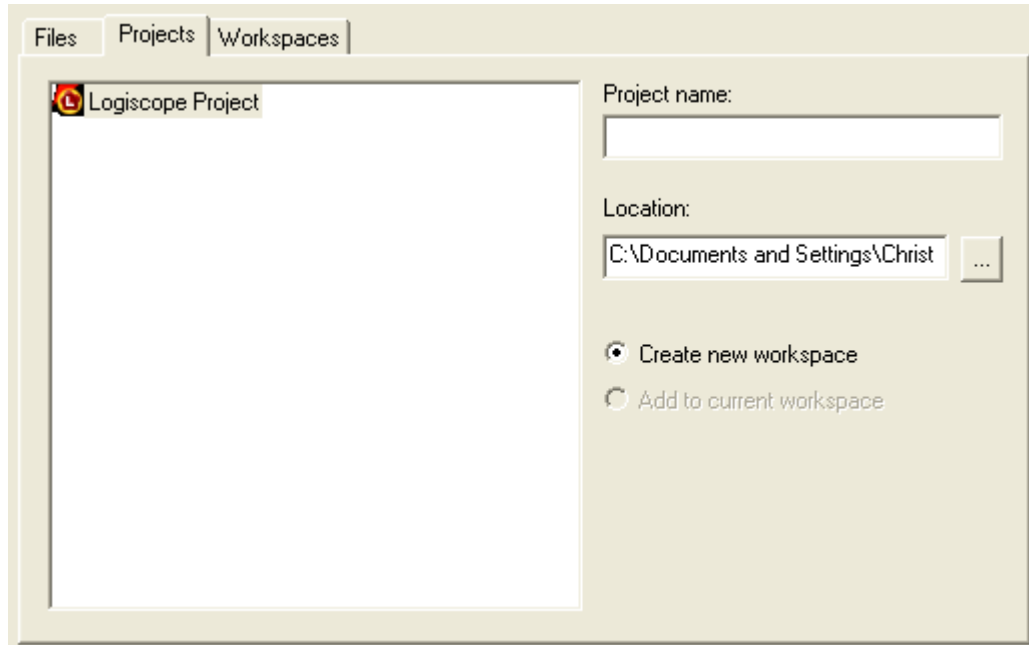 Files Projects Workspaces
Logiscope Project
Project name:
Location:
C:\Documents and Settings\Christ
...
Create new workspace
Add to current workspace